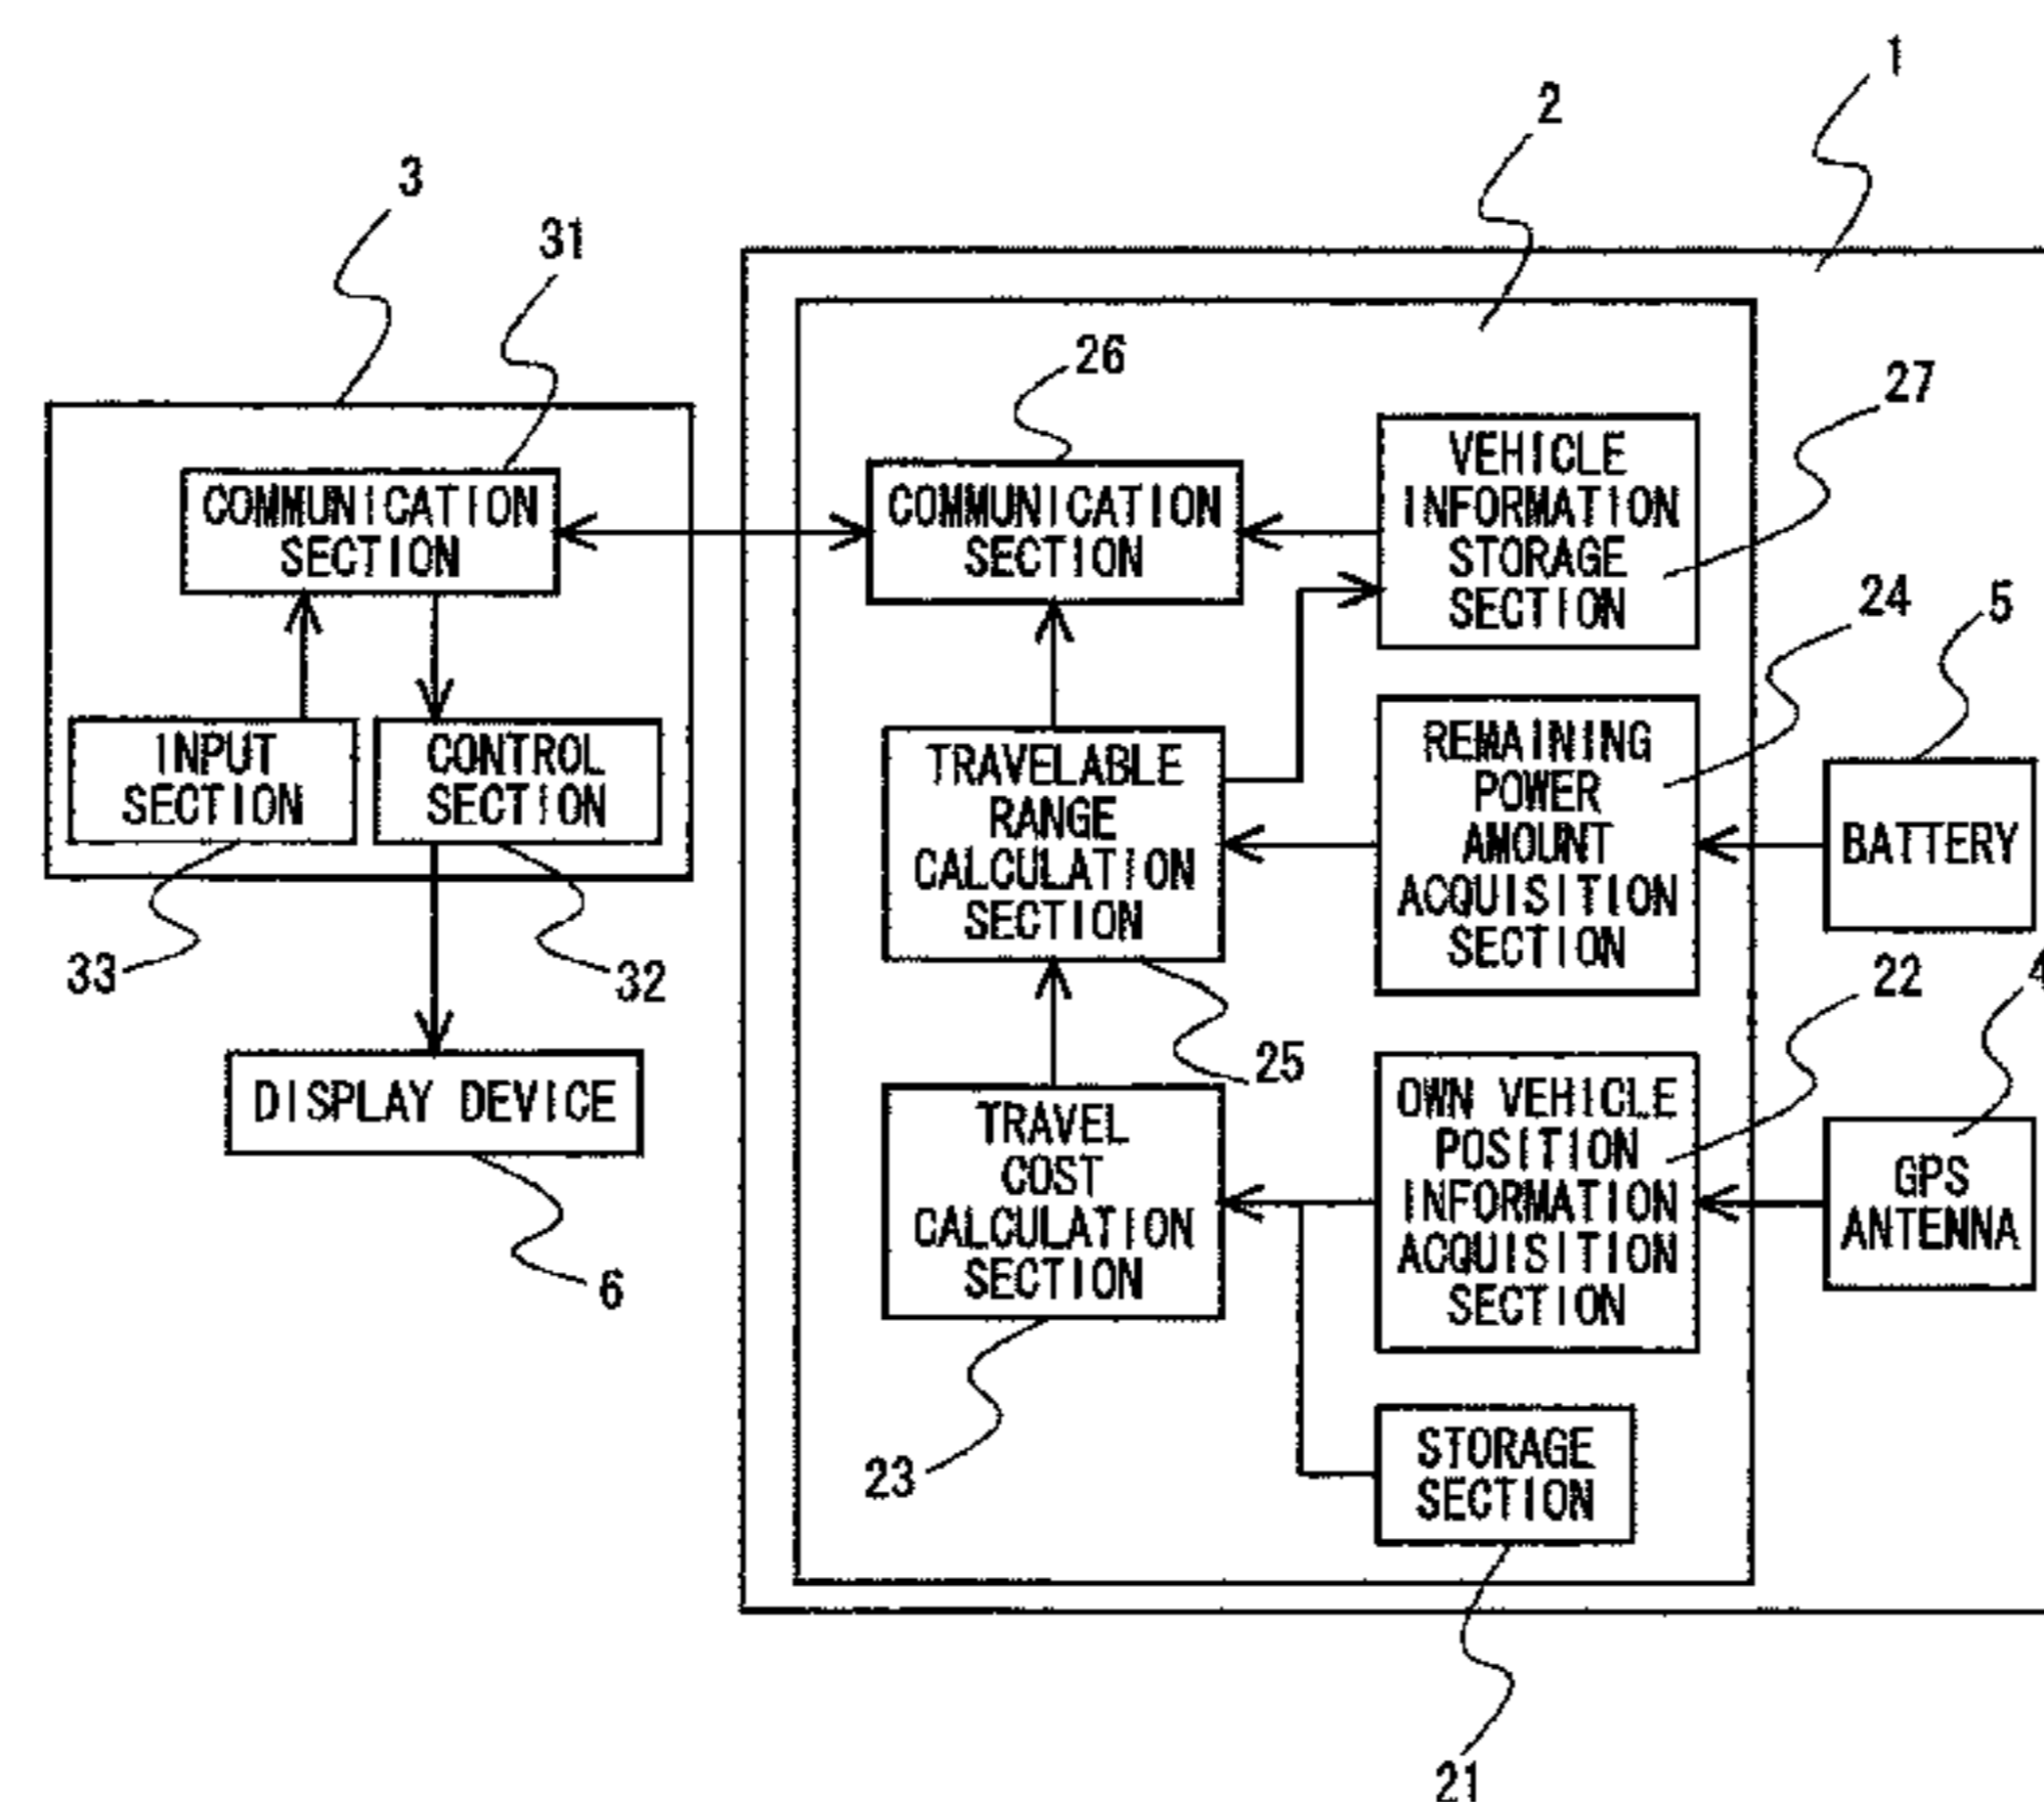 1
2
3
31
26
27
COMMUNICATION
SECTION
COMMUNICATION
SECTION
VEHICLE
INFORMATION
STORAGE
SECTION
24
5
INPUT
SECTION
CONTROL
SECTION
TRAVELABLE
RANGE
CALCULATION
SECTION
REMAINING
POWER
AMOUNT
ACQUISITION
SECTION
BATTERY
33
32
22
4
25
DISPLAY DEVICE
TRAVEL
COST
CALCULATION
SECTION
OWN VEHICLE
POSITION
INFORMATION
ACQUISITION
SECTION
GPS
ANTENNA
6
23
STORAGE
SECTION
21